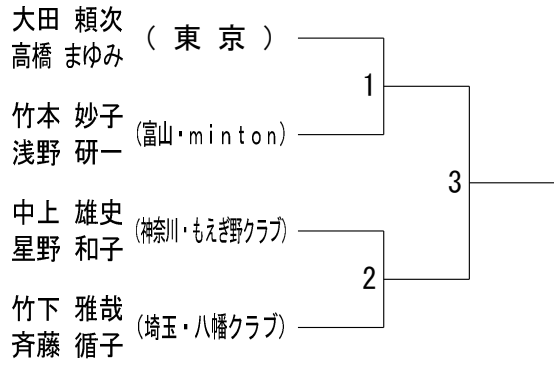 大田 頼次
高橋 まゆみ
( 東 京 )
1
竹本 妙子
浅野 研一
(富山・ｍｉｎｔｏｎ)
3
中上 雄史
星野 和子
(神奈川・もえぎ野クラブ)
2
竹下 雅哉
斉藤 循子
(埼玉・八幡クラブ)